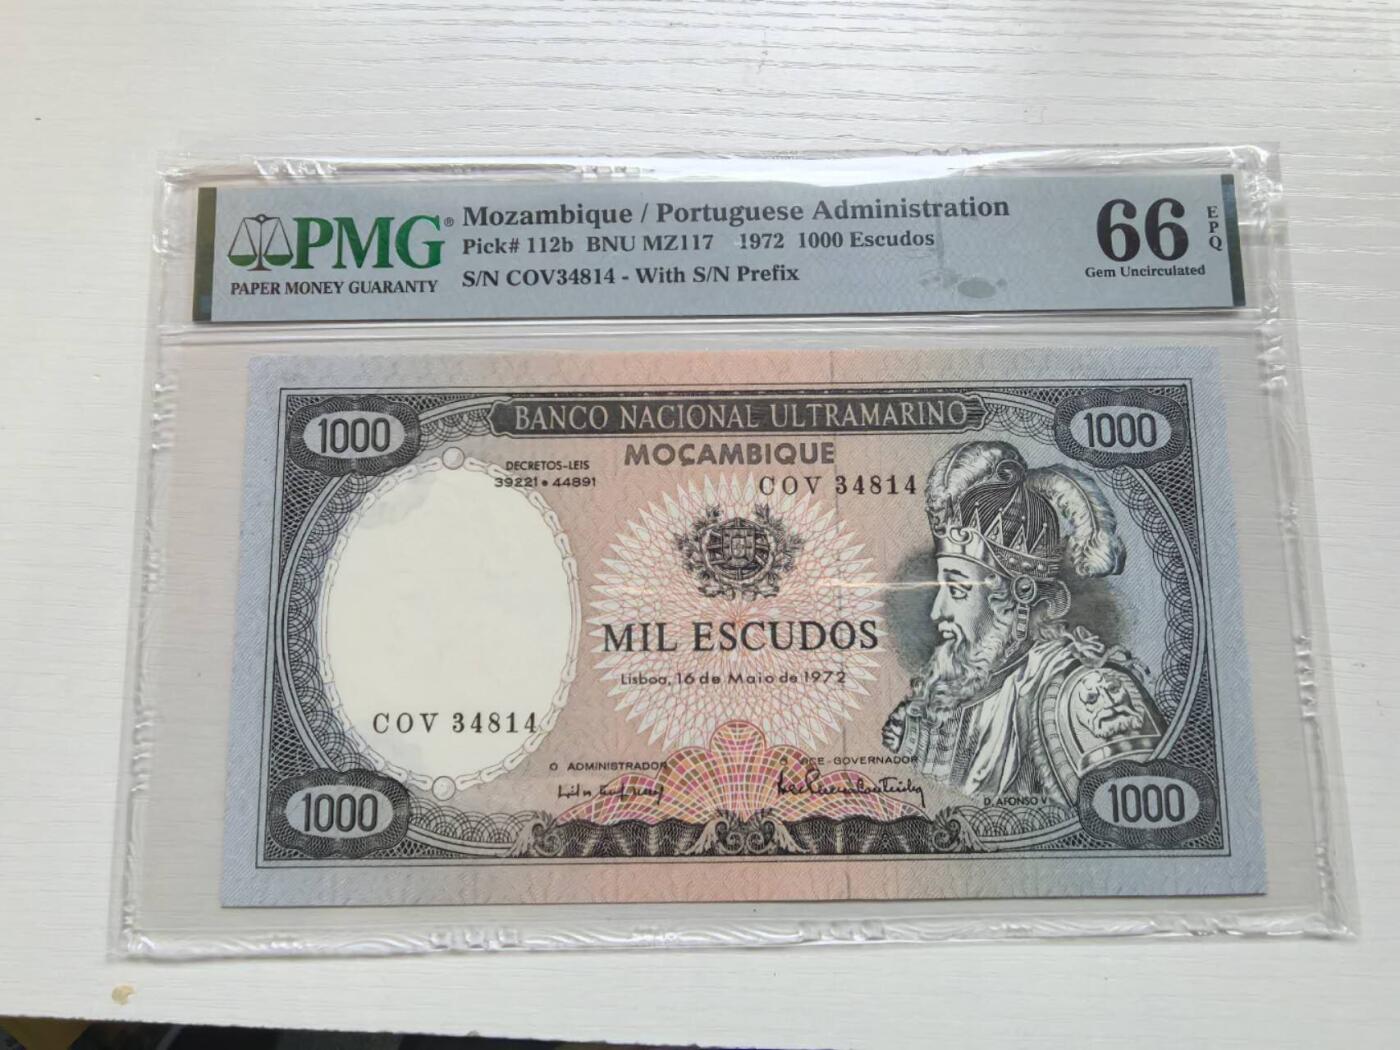 PMG®
PAPER MONEY GUARANTY
Mozambique / Portuguese Administration
Pick# 112b BNU MZ117 1972 1000 Escudos
S/N COV34814 - With S/N Prefix
66
EPQ
Gem Uncirculated
BANCO NACIONAL ULTRAMARINO
1000
1000
MOÇAMBIQUE
DECRETOS-LEIS
39221 • 44891
COV 34814
MIL ESCUDOS
Lisboa, 16 de Maio de 1972
COV 34814
O ADMINISTRADOR
GOVERNADOR
D. AFONSO V
1000
1000